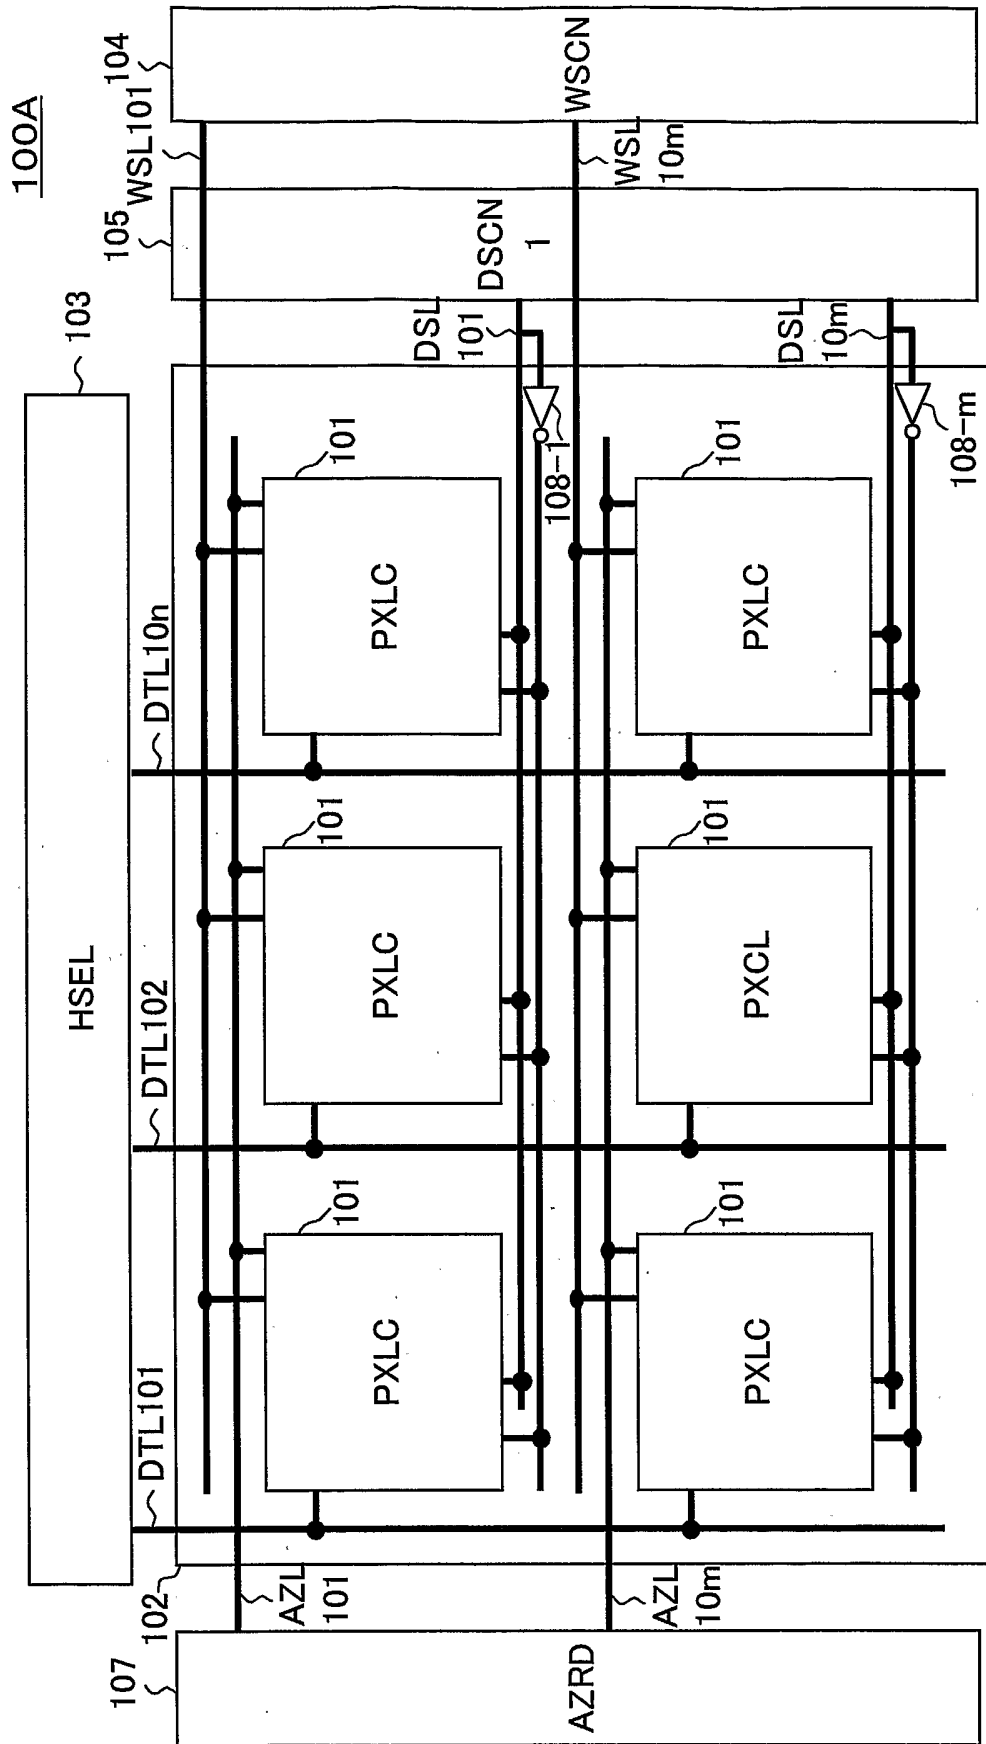 100A
103
HSEL
104
105
WSL101
107
102
DTL101
DTL102
DTL10n
AZL
101
101
101
101
WSCN
DSCN
1
AZRD
PXLC
PXLC
PXLC
DSL
101
108-1
WSL
10m
AZL
10m
101
101
101
PXLC
PXCL
PXLC
DSL
10m
108-m